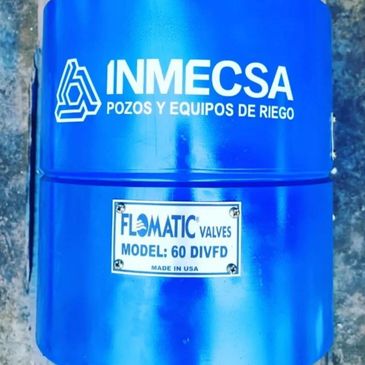 INMECSA
POZOS Y EQUIPOS DE RIEGO
FLOMATIC® VALVES
MODEL: 60 DIVFD
MADE IN USA